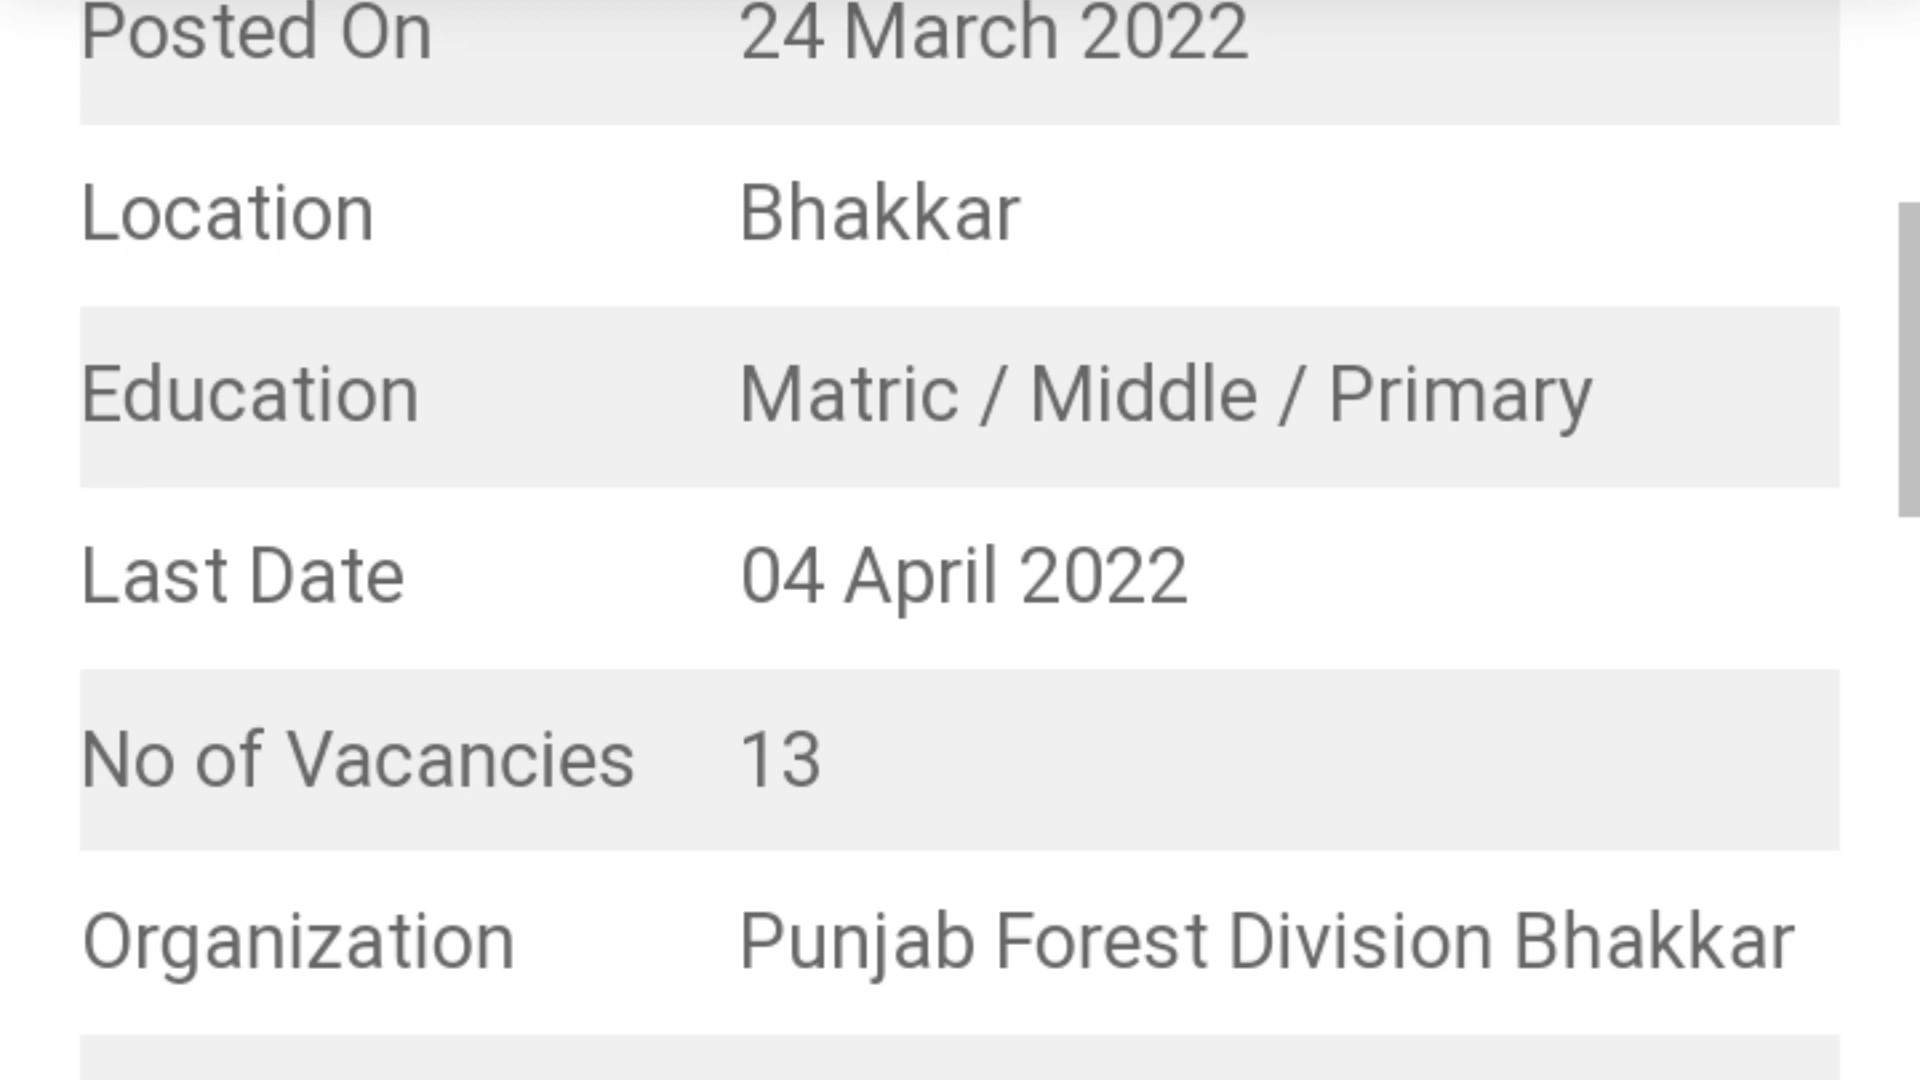 Posted On 24 March 2022
Location Bhakkar
Education Matric / Middle / Primary
Last Date 04 April 2022
No of Vacancies 13
Organization Punjab Forest Division Bhakkar